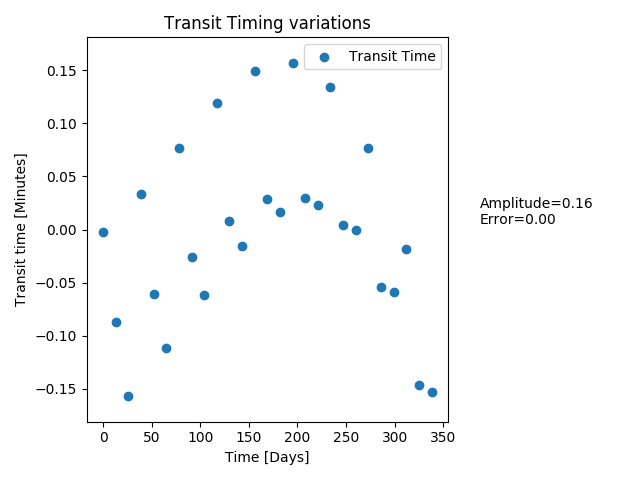 Transit Timing variations
Transit Time
0.15
0.10
0.05
0.00
−0.05
−0.10
−0.15
Transit time [Minutes]
Amplitude=0.16
Error=0.00
0 50 100 150 200 250 300 350
Time [Days]